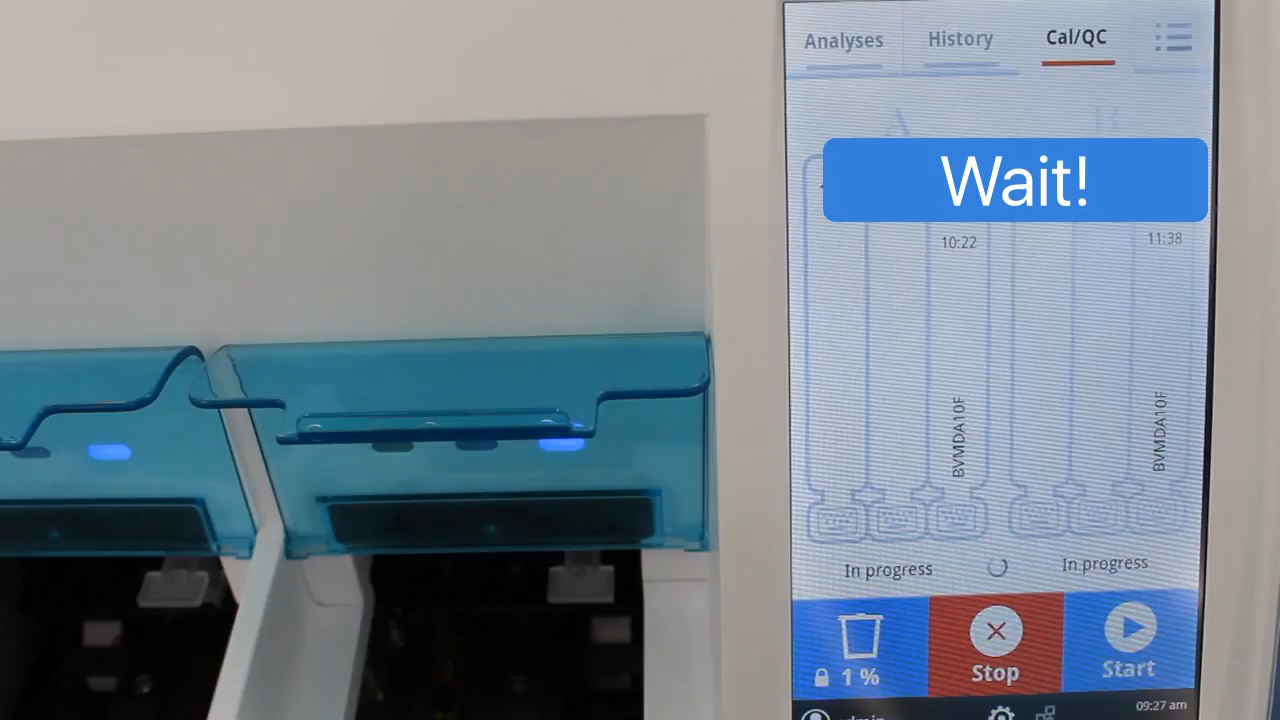 Analyses History Cal/QC
A B
Wait!
10:22 11:38
BVMDA10F BVMDA10F
In progress In progress
1 % Stop Start
09:27 am